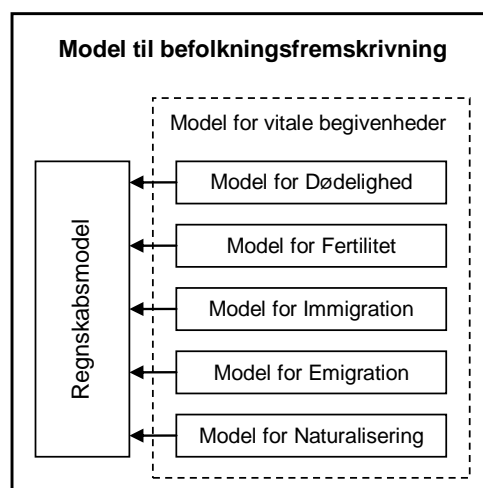 Model til befolkningsfremskrivning
Model for vitale begivenheder
Regnskabsmodel
Model for Dødelighed
Model for Fertilitet
Model for Immigration
Model for Emigration
Model for Naturalisering